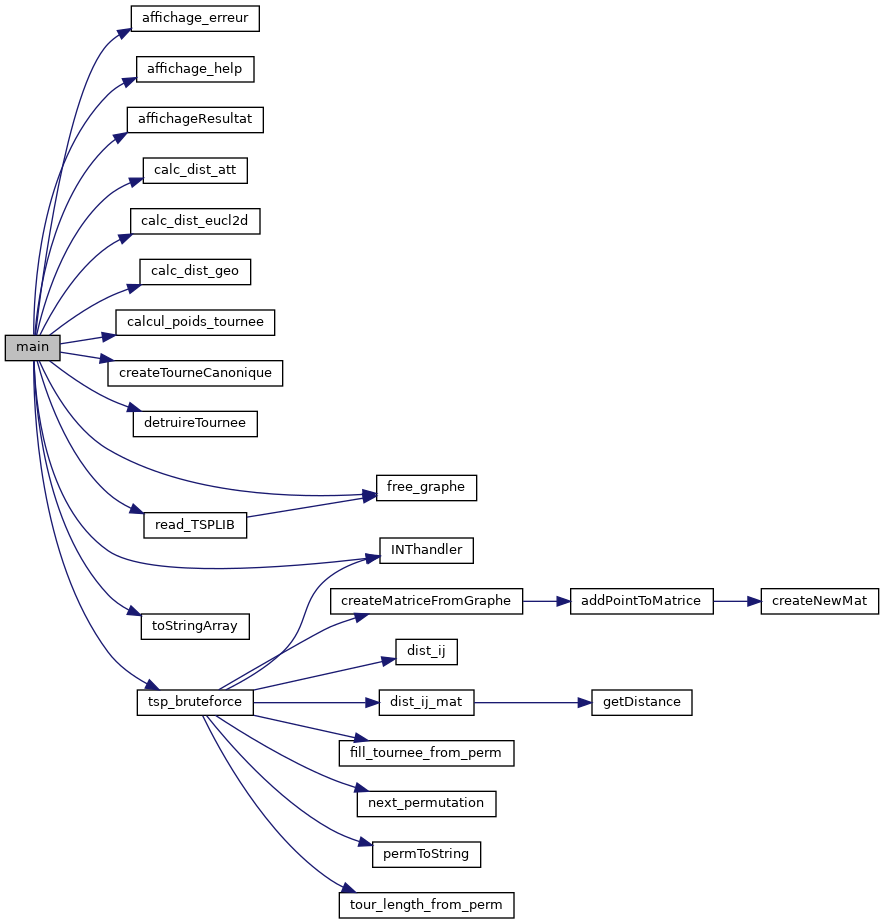 affichage_erreur
affichage_help
affichageResultat
calc_dist_att
calc_dist_eucl2d
calc_dist_geo
calcul_poids_tournee
main
createTourneCanonique
detruireTournee
free_graphe
read_TSPLIB
INThandler
createMatriceFromGraphe
addPointToMatrice
createNewMat
toStringArray
dist_ij
tsp_bruteforce
dist_ij_mat
getDistance
fill_tournee_from_perm
next_permutation
permToString
tour_length_from_perm